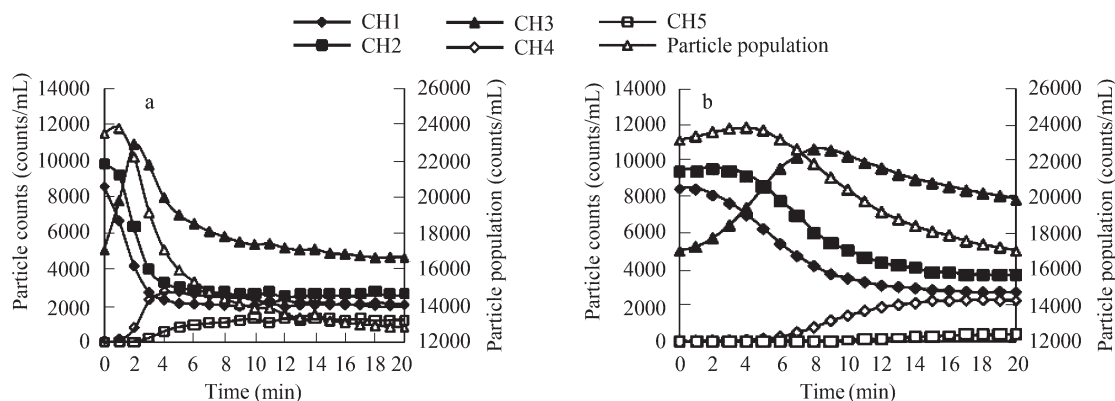 CH1 CH3 CH5
CH2 CH4 Particle population
a
14000 12000 10000 8000 6000 4000 2000 0
Particle counts (counts/mL)
26000 24000 22000 20000 18000 16000 14000 12000
Particle population (counts/mL)
0 2 4 6 8 10 12 14 16 18 20
Time (min)
b
14000 12000 10000 8000 6000 4000 2000 0
Particle counts (counts/mL)
26000 24000 22000 20000 18000 16000 14000 12000
Particle population (counts/mL)
0 2 4 6 8 10 12 14 16 18 20
Time (min)